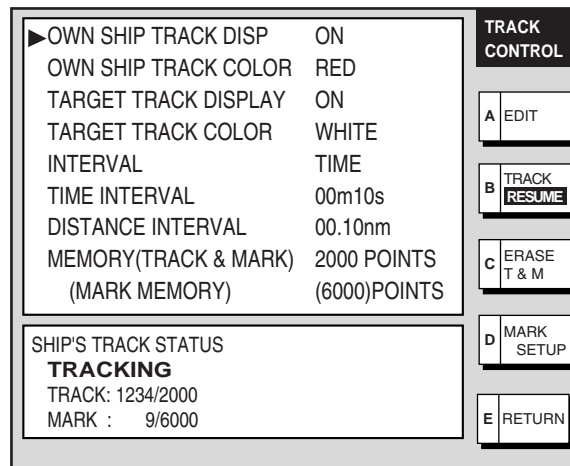 ▶OWN SHIP TRACK DISP ON
OWN SHIP TRACK COLOR RED
TARGET TRACK DISPLAY ON
TARGET TRACK COLOR WHITE
INTERVAL TIME
TIME INTERVAL 00m10s
DISTANCE INTERVAL 00.10nm
MEMORY(TRACK & MARK) 2000 POINTS
(MARK MEMORY) (6000)POINTS
SHIP'S TRACK STATUS
TRACKING
TRACK: 1234/2000
MARK : 9/6000
TRACK
CONTROL
A EDIT
B TRACK
RESUME
C ERASE
T & M
D MARK
SETUP
E RETURN